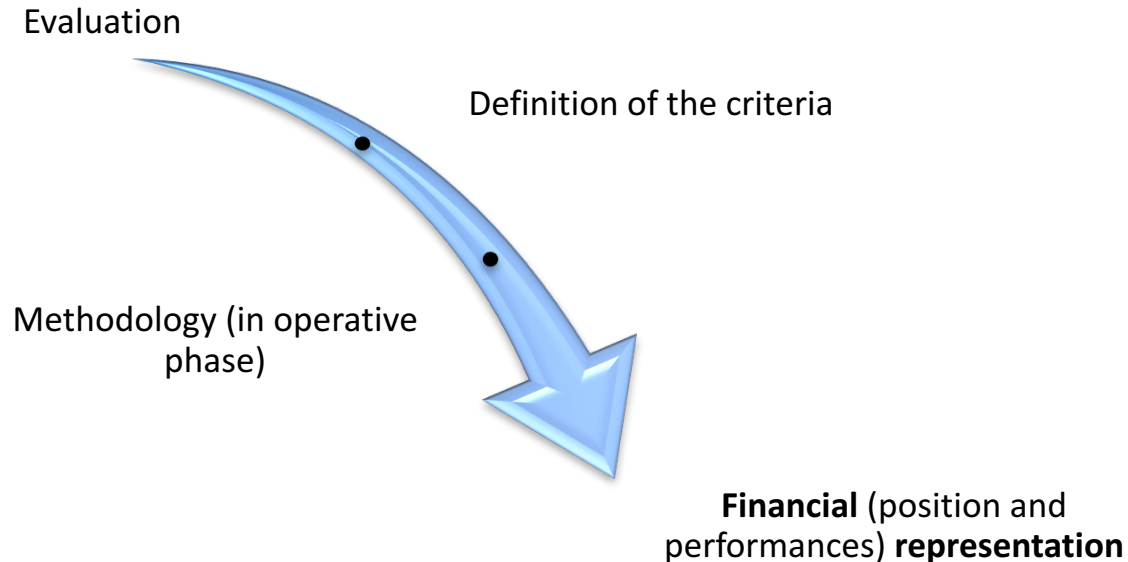 Evaluation
Definition of the criteria
Methodology (in operative
phase)
Financial (position and
performances) representation